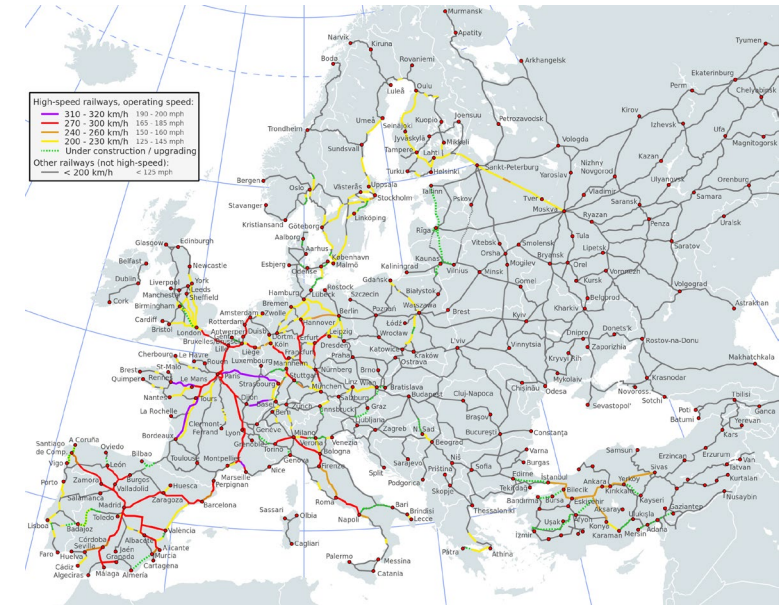 High-speed railways, operating speed:
310 - 320 km/h 190 - 200 mph
270 - 300 km/h 165 - 185 mph
240 - 260 km/h 150 - 160 mph
200 - 230 km/h 125 - 145 mph
Under construction / upgrading
Other railways (not high-speed):
< 200 km/h < 125 mph
Murmansk
Apatity
Narvik
Kiruna
Boda
Rovaniemi
Arkhangelsk
Tyumen
Luleå
Oulu
Perm
Ekaterinburg
Chelyabinsk
Umeå
Seinäjoki
Kuopio
Joensuu
Petrozavodsk
Kirov
Izhevsk
Ufa
Magnitogorsk
Trondheim
Jyväskylä
Mikkeli
Sundsvall
Tampere
Lahti
Turku
Helsinki
Sankt-Peterburg
Vologda
Yaroslav
Nizhny
Novgorod
Kazan
Ulyanovsk
Orenburg
Bergen
Oslo
Västerås
Uppsala
Stockholm
Tallinn
Pskov
Tver
Moskva
Vladimir
Saransk
Samara
Stavanger
Kristiansand
Linköping
Göteborg
Ryazan
Penza
Uralsk
Glasgow
Edinburgh
Aalborg
Aarhus
Rīga
Vitebsk
Smolensk
Tula
Lipetsk
Saratov
Belfast
Newcastle
Esbjerg
Odense
København
Malmö
Kaunas
Vilnius
Kaliningrad
Orsha
Mogilev
Minsk
Bryansk
Orel
Voronezh
Dublin
Liverpool
York
Leeds
Manchester
Sheffield
Cork
Birmingham
Gdańsk
Rostock
Lübeck
Hamburg
Szczecin
Białystok
Gomel
Kursk
Belgorod
Volgograd
Astrakhan
Cardiff
Bristol
London
Amsterdam
Zwolle
Bremen
Rotterdam
Hannover
Berlin
Poznań
Warszawa
Brest
Kyiv
Kharkiv
Łódź
Leipzig
Dresden
Wrocław
Katowice
Kraków
Ostrava
L'viv
Vinnytsia
Dnipro
Donets'k
Zaporizhia
Rostov-na-Donu
Liège
Köln
Erfurt
Frankfurt
Luxembourg
Mannheim
Praha
Nürnberg
Brno
Kryvyi Rih
Makhachkala
Cherbourg
Le Havre
Rouen
Brest
St-Malo
Quimper
Rennes
Le Mans
Paris
Strasbourg
Stuttgart
München
Linz
Wien
Bratislava
Salzburg
Budapest
Cluj-Napoca
Chișinău
Mykolaiv
Odesa
Krasnodar
Novoross.
Sochi
Sevastopol'
Nantes
Tours
Dijon
Basel
Bern
Zürich
Innsbruck
Graz
Ljubljana
Zagreb
N. Sad
Beograd
Brașov
București
Constanța
Poti
Batumi
Tbilisi
Ganca
Yerevan
Kars
La Rochelle
Clermont-
Ferrand
Lyon
Genève
Grenoble
Torino
Milano
Verona
Venezia
Bologna
Genova
Firenze
Bordeaux
Toulouse
Montpellier
Marseille
Nice
Perpignan
Split
Sarajevo
Podgorica
Priština
Niš
Sofia
Skopje
Varna
Burgas
Santiago
de Comp.
A Coruña
Oviedo
Bilbao
Vigo
León
Burgos
Porto
Zamora
Valladolid
Salamanca
Huesca
Zaragoza
Barcelona
Madrid
Toledo
Lisboa
Badajoz
València
Albacete
Alicante
Murcia
Cartagena
Faro
Huelva
Córdoba
Seville
Jaén
Granada
Cádiz
Algeciras
Málaga
Almería
Sassari
Olbia
Cagliari
Roma
Napoli
Bari
Brindisi
Lecce
Palermo
Messina
Catania
Thessaloniki
Pátra
Athina
Edirne
Tekirdağ
Istanbul
Bandırma
Bursa
Bilecik
Eskişehir
Ankara
Kırıkkale
Yerköy
Samsun
Sivas
Kayseri
Erzincan
Erzurum
Van
Tatvan
Kurtalan
Nusaybin
Gaziantep
İzmir
Uşak
Afyon
Konya
Karaman
Aksaray
Ulukışla
Mersin
Adana